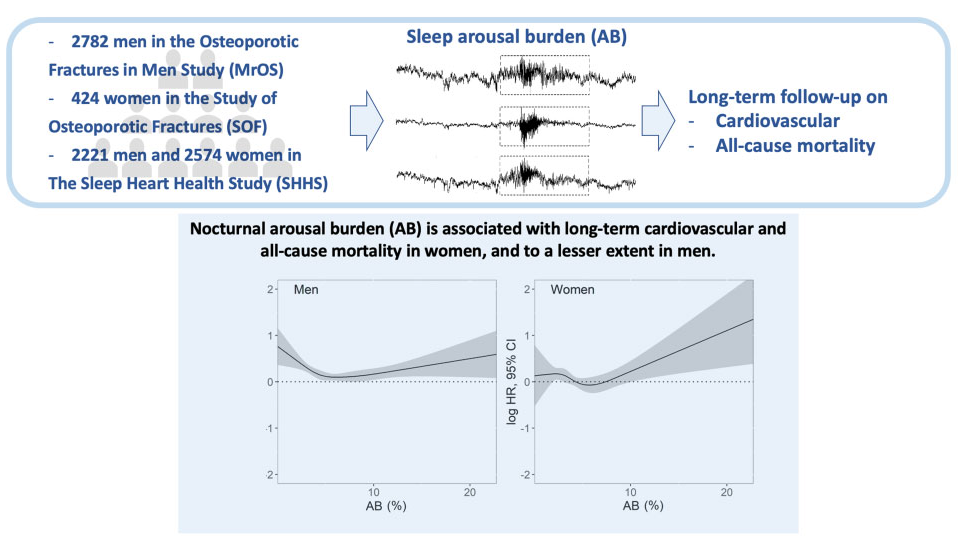 - 2782 men in the Osteoporotic
Fractures in Men Study (MrOS)
- 424 women in the Study of
Osteoporotic Fractures (SOF)
- 2221 men and 2574 women in
The Sleep Heart Health Study (SHHS)
Sleep arousal burden (AB)
Long-term follow-up on
- Cardiovascular
- All-cause mortality
Nocturnal arousal burden (AB) is associated with long-term cardiovascular and
all-cause mortality in women, and to a lesser extent in men.
Men
2
1
0
-1
-2
10
20
AB (%)
Women
log HR, 95% CI
2
1
0
-1
-2
10
20
AB (%)